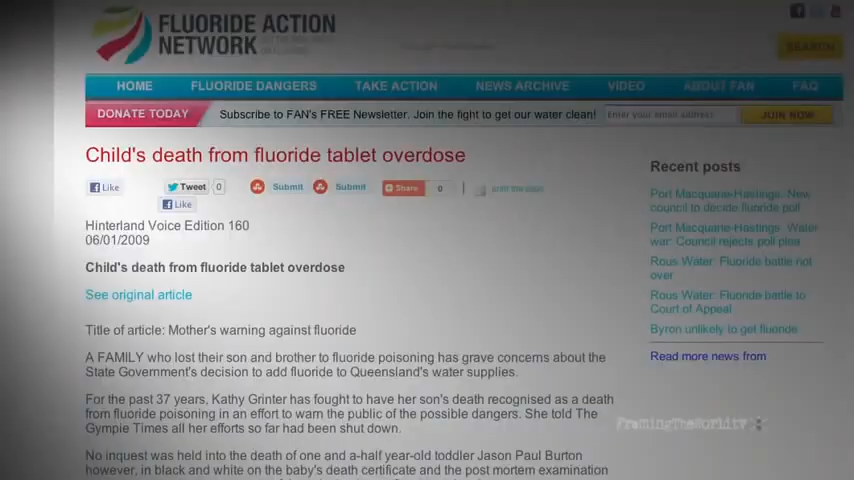 FLUORIDE ACTION
NETWORK
SEARCH
HOME FLUORIDE DANGERS TAKE ACTION NEWS ARCHIVE VIDEO ABOUT FAN FAQ
DONATE TODAY Subscribe to FAN's FREE Newsletter. Join the fight to get our water clean! Enter your email address JOIN NOW
Child's death from fluoride tablet overdose
Recent posts
Like Tweet 0 Submit Submit Share 0 print this page
Like
Port Macquarie-Hastings: New
council to decide fluoride poll
Port Macquarie-Hastings: Water
war: Council rejects poll plea
Rous Water: Fluoride battle not
over
Rous Water: Fluoride battle to
Court of Appeal
Byron unlikely to get fluoride
Read more news from
Hinterland Voice Edition 160
06/01/2009
Child's death from fluoride tablet overdose
See original article
Title of article: Mother's warning against fluoride
A FAMILY who lost their son and brother to fluoride poisoning has grave concerns about the
State Government's decision to add fluoride to Queensland's water supplies.
For the past 37 years, Kathy Grinter has fought to have her son's death recognised as a death
from fluoride poisoning in an effort to warn the public of the possible dangers. She told The
Gympie Times all her efforts so far had been shut down.
No inquest was held into the death of one and a-half year-old toddler Jason Paul Burton
however, in black and white on the baby's death certificate and the post mortem examination
FramingTheWorld.tv